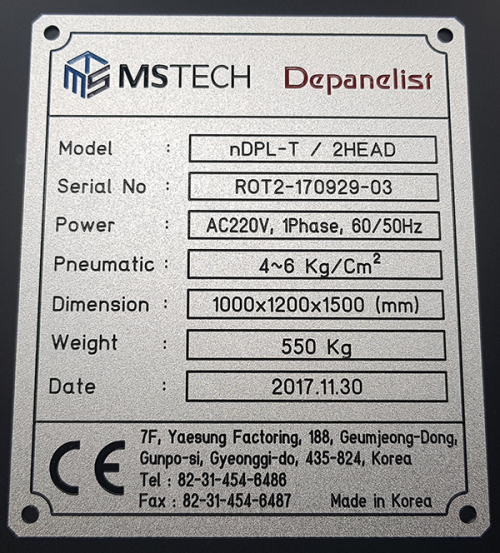 MS MSTECH Depanelist
Model : nDPL-T / 2HEAD
Serial No : ROT2-170929-03
Power : AC220V, 1Phase, 60/50Hz
Pneumatic : 4~6 Kg/Cm²
Dimension : 1000x1200x1500 (mm)
Weight : 550 Kg
Date : 2017.11.30
CE
7F, Yaesung Factoring, 188, Geumjeong-Dong,
Gunpo-si, Gyeonggi-do, 435-824, Korea
Tel : 82-31-454-6486
Fax : 82-31-454-6487 Made in Korea